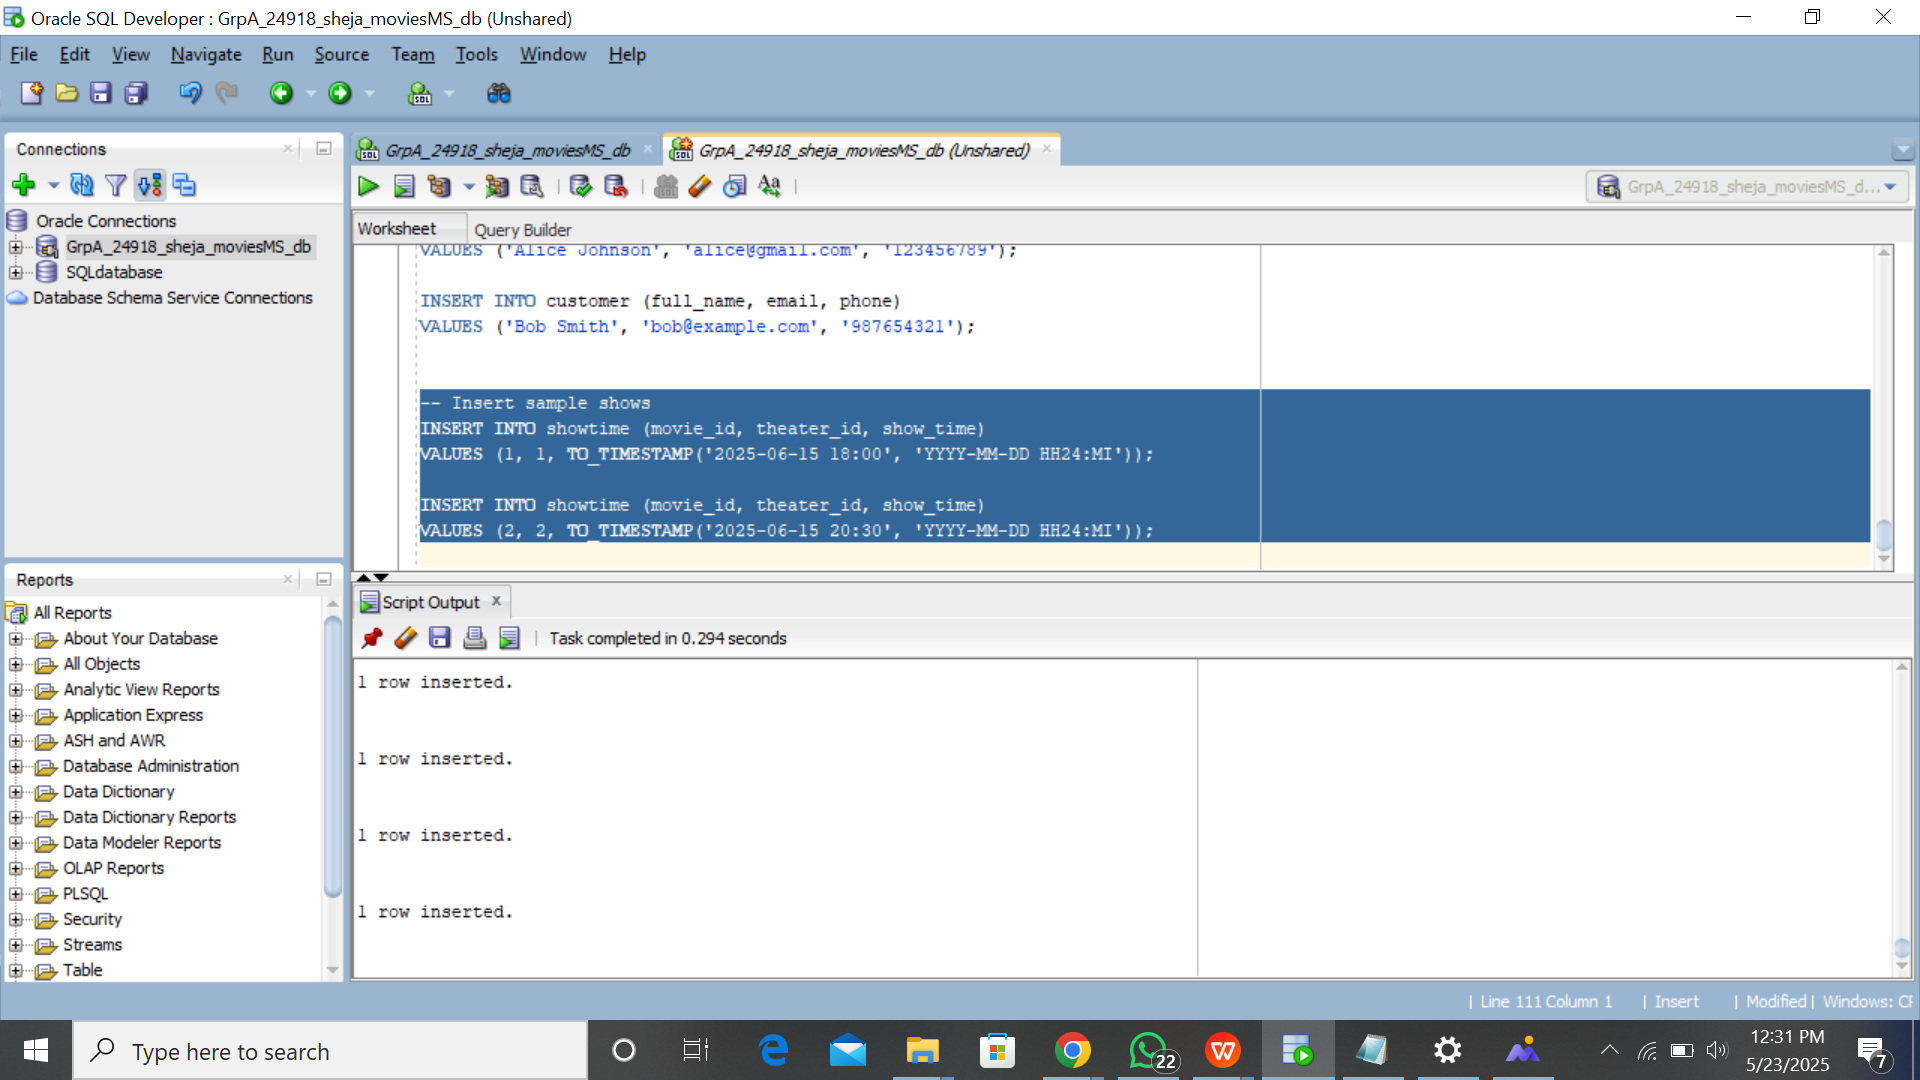 Oracle SQL Developer : GrpA_24918_sheja_moviesMS_db (Unshared)
File Edit View Navigate Run Source Team Tools Window Help
SQL
Connections
Oracle Connections
GrpA_24918_sheja_moviesMS_db
SQLdatabase
Database Schema Service Connections
Reports
All Reports
About Your Database
All Objects
Analytic View Reports
Application Express
ASH and AWR
Database Administration
Data Dictionary
Data Dictionary Reports
Data Modeler Reports
OLAP Reports
PLSQL
Security
Streams
Table
GrpA_24918_sheja_moviesMS_db
GrpA_24918_sheja_moviesMS_db (Unshared)
GrpA_24918_sheja_moviesMS_d...
Worksheet Query Builder
VALUES ('Alice Johnson', 'alice@gmail.com', '123456789');
INSERT INTO customer (full_name, email, phone)
VALUES ('Bob Smith', 'bob@example.com', '987654321');
-- Insert sample shows
INSERT INTO showtime (movie_id, theater_id, show_time)
VALUES (1, 1, TO_TIMESTAMP('2025-06-15 18:00', 'YYYY-MM-DD HH24:MI'));
INSERT INTO showtime (movie_id, theater_id, show_time)
VALUES (2, 2, TO_TIMESTAMP('2025-06-15 20:30', 'YYYY-MM-DD HH24:MI'));
Script Output x
Task completed in 0.294 seconds
1 row inserted.
1 row inserted.
1 row inserted.
1 row inserted.
| Line 111 Column 1 | Insert | Modified | Windows: CF
Type here to search
22
12:31 PM
5/23/2025
7